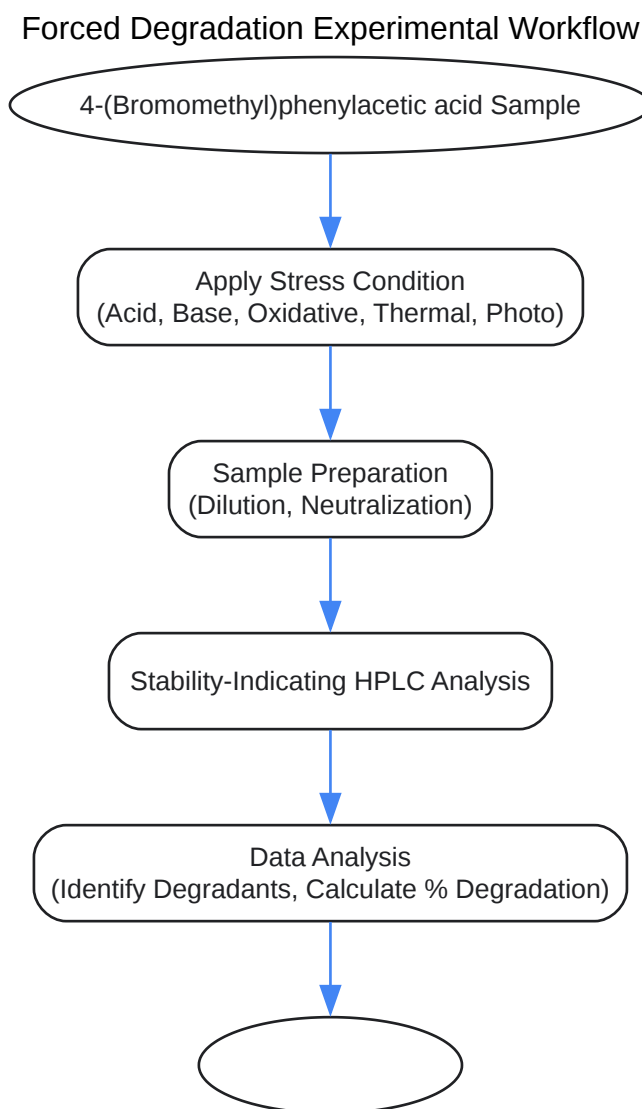 Forced Degradation Experimental Workflow
4-(Bromomethyl)phenylacetic acid Sample
Apply Stress Condition
(Acid, Base, Oxidative, Thermal, Photo)
Sample Preparation
(Dilution, Neutralization)
Stability-Indicating HPLC Analysis
Data Analysis
(Identify Degradants, Calculate % Degradation)